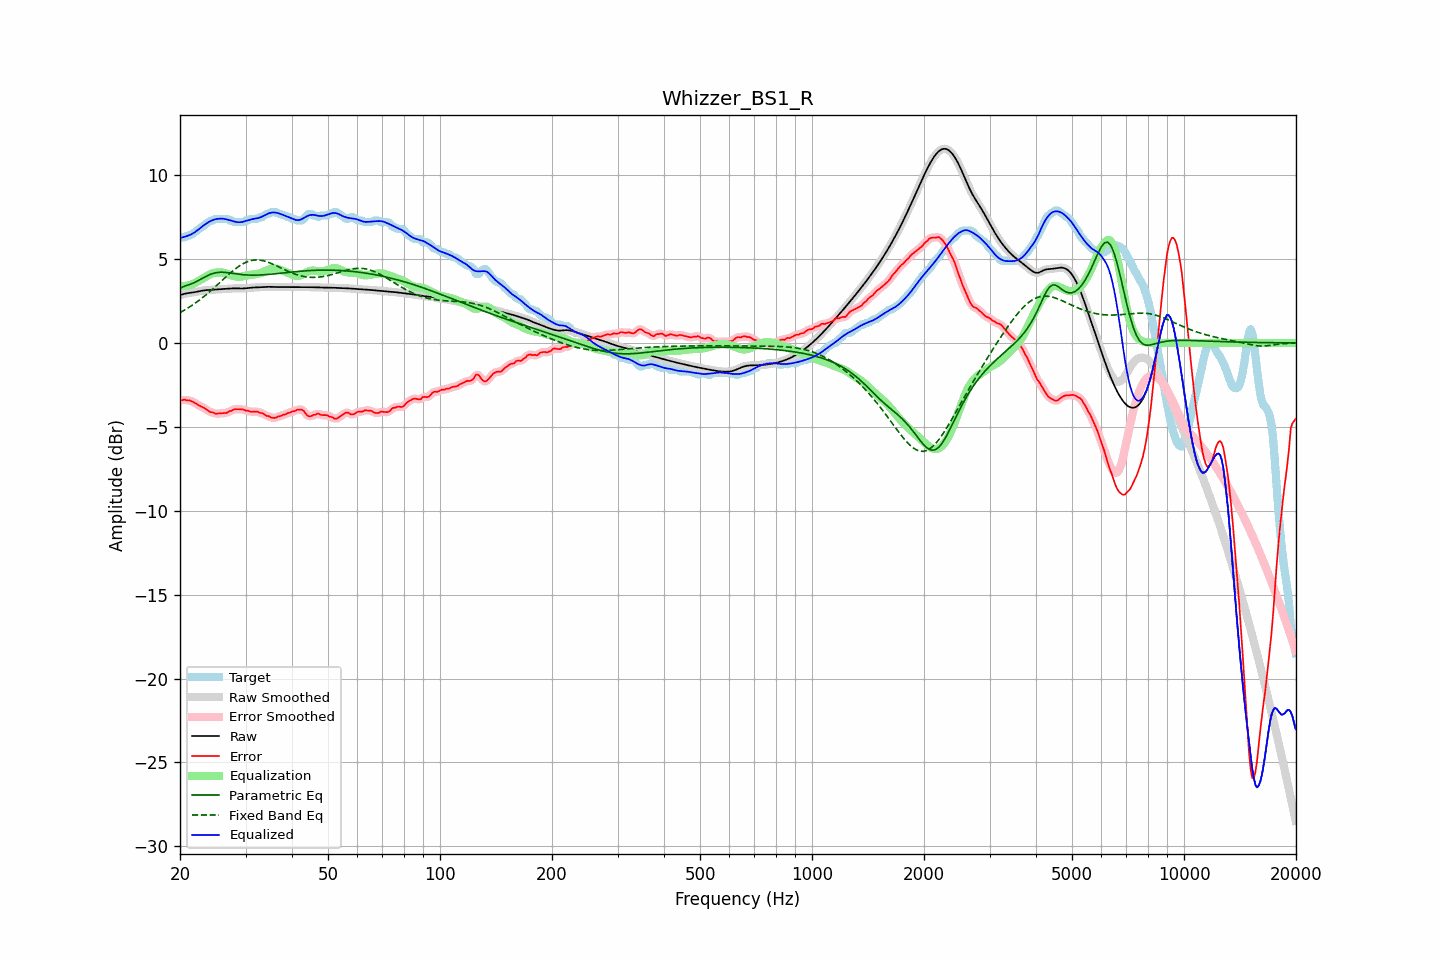 Whizzer_BS1_R
Amplitude (dBr)
10
5
0
−5
−10
−15
−20
−25
−30
Target
Raw Smoothed
Error Smoothed
Raw
Error
Equalization
Parametric Eq
Fixed Band Eq
Equalized
20 50 100 200 500 1000 2000 5000 10000 20000
Frequency (Hz)